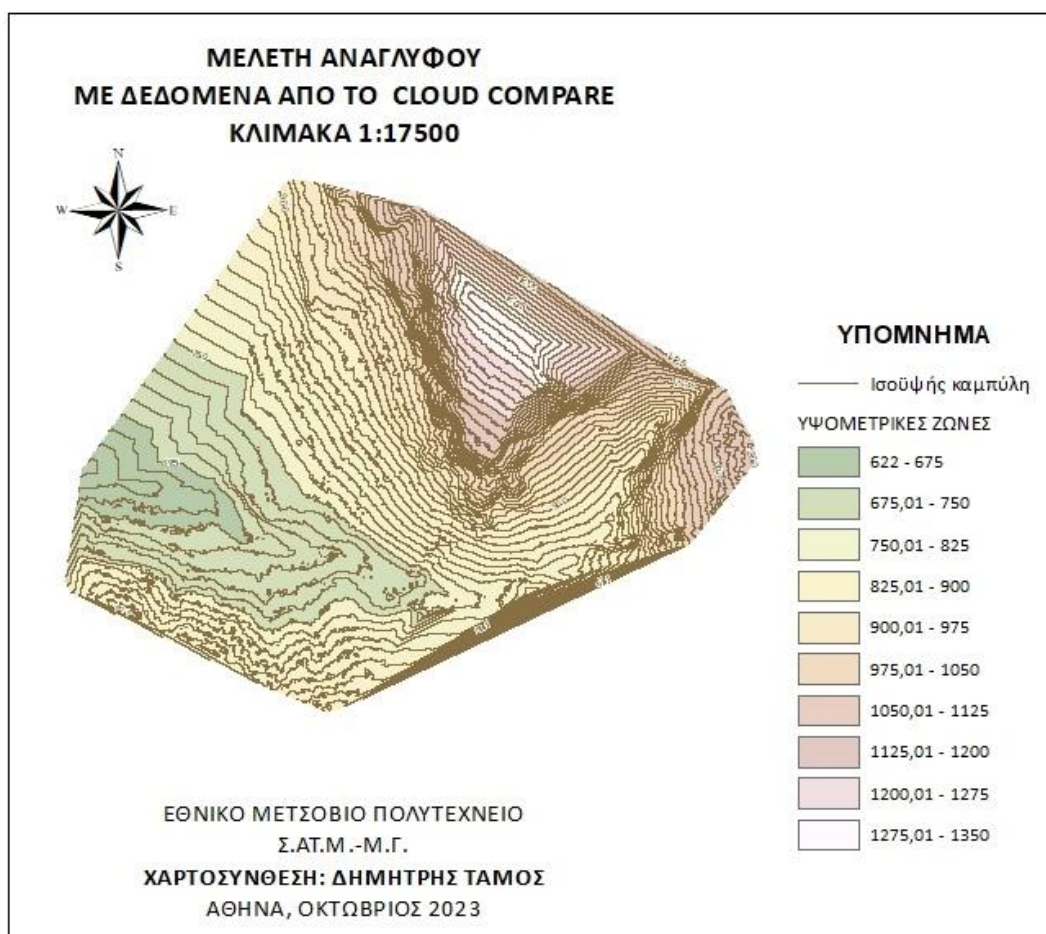 ΜΕΛΕΤΗ ΑΝΑΓΛΥΦΟΥ
ΜΕ ΔΕΔΟΜΕΝΑ ΑΠΟ ΤΟ CLOUD COMPARE
ΚΛΙΜΑΚΑ 1:17500
N
W E
S
ΥΠΟΜΝΗΜΑ
Ισοϋψής καμπύλη
ΥΨΟΜΕΤΡΙΚΕΣ ΖΩΝΕΣ
622 - 675
675,01 - 750
750,01 - 825
825,01 - 900
900,01 - 975
975,01 - 1050
1050,01 - 1125
1125,01 - 1200
1200,01 - 1275
1275,01 - 1350
ΕΘΝΙΚΟ ΜΕΤΣΟΒΙΟ ΠΟΛΥΤΕΧΝΕΙΟ
Σ.ΑΤ.Μ.-Μ.Γ.
ΧΑΡΤΟΣΥΝΘΕΣΗ: ΔΗΜΗΤΡΗΣ ΤΑΜΟΣ
ΑΘΗΝΑ, ΟΚΤΩΒΡΙΟΣ 2023